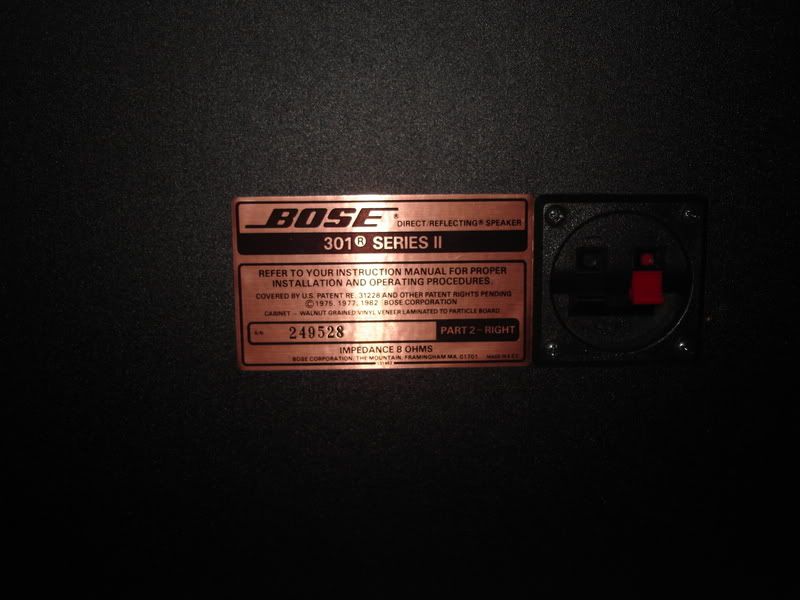 BOSE® DIRECT/REFLECTING® SPEAKER
301® SERIES II
REFER TO YOUR INSTRUCTION MANUAL FOR PROPER
INSTALLATION AND OPERATING PROCEDURES.
COVERED BY U.S. PATENT RE. 31228 AND OTHER PATENT RIGHTS PENDING
©1975, 1977, 1982 BOSE CORPORATION
CABINET - WALNUT GRAINED VINYL VENEER LAMINATED TO PARTICLE BOARD
S/N 249528 PART 2 - RIGHT
IMPEDANCE 8 OHMS
BOSE CORPORATION, THE MOUNTAIN, FRAMINGHAM MA. 01701 MADE IN